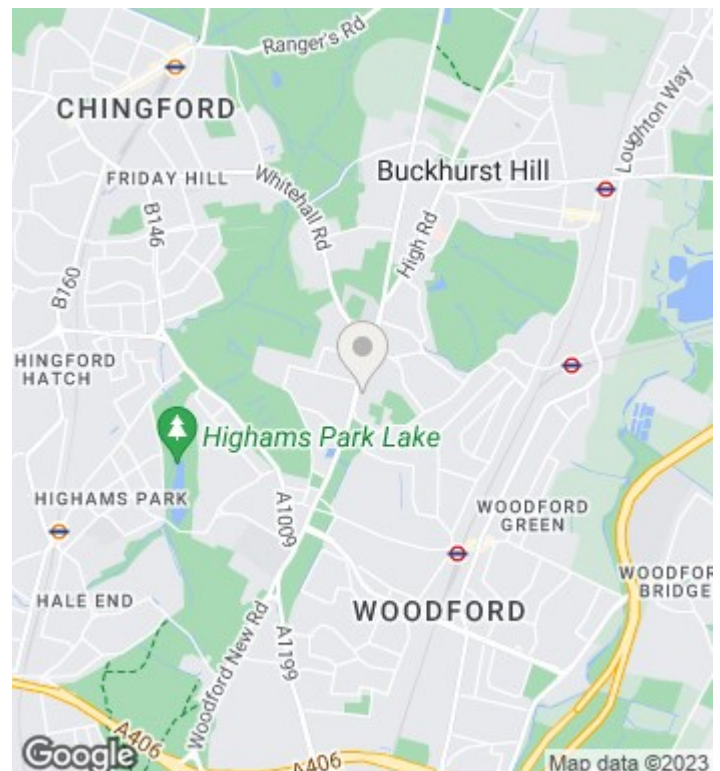 Ranger's Rd
CHINGFORD
Loughton Way
FRIDAY HILL
Buckhurst Hill
Whitehall Rd
B146
High Rd
B160
HINGFORD
HATCH
Highams Park Lake
HIGHAMS PARK
A1009
WOODFORD
GREEN
WOODFOR
BRIDGE
HALE END
WOODFORD
Woodford New Rd
A1199
A406
A406
Google
Map data ©2023